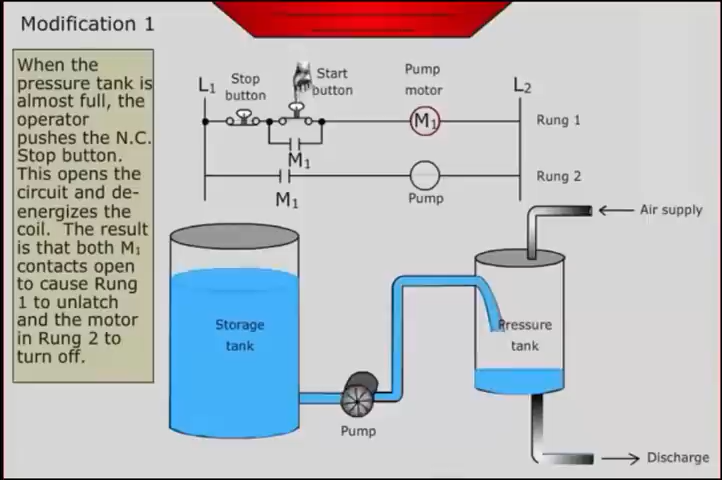 Modification 1
When the
pressure tank is
almost full, the
operator
pushes the N.C.
Stop button.
This opens the
circuit and de-
energizes the
coil. The result
is that both M₁
contacts open
to cause Rung
1 to unlatch
and the motor
in Rung 2 to
turn off.
L₁
Stop
button
Start
button
Pump
motor
L₂
M₁
Rung 1
M₁
Rung 2
M₁
Pump
Air supply
Storage
tank
Pressure
tank
Pump
Discharge